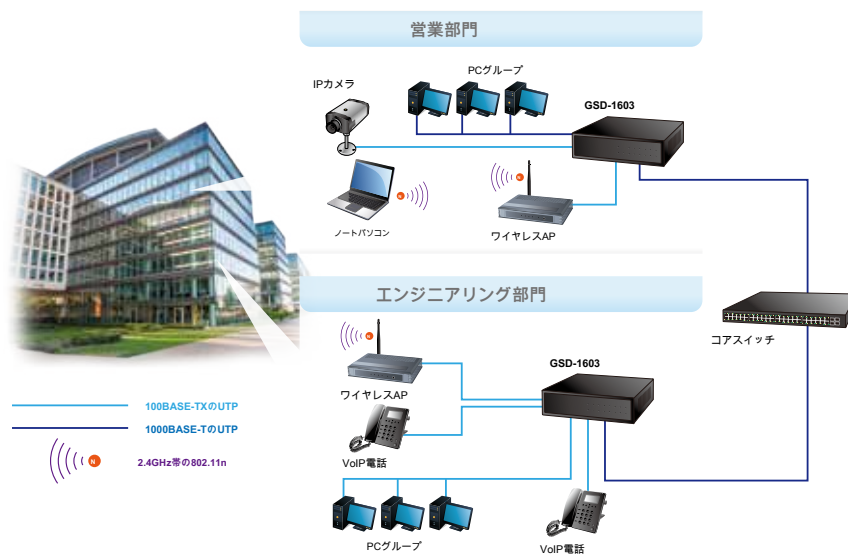 営業部門
PCグループ
IPカメラ
GSD-1603
ノートパソコン
N
N
ワイヤレスAP
エンジニアリング部門
N
ワイヤレスAP
GSD-1603
コアスイッチ
VoIP電話
PCグループ
VoIP電話
100BASE-TXのUTP
1000BASE-TのUTP
N
2.4GHz帯の802.11n